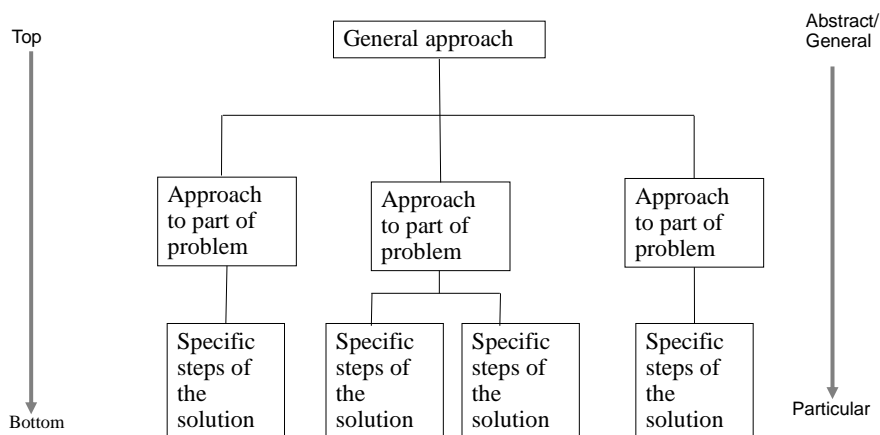 Top
General approach
Abstract/
General
Approach
to part of
problem
Approach
to part of
problem
Approach
to part of
problem
Specific
steps of
the
solution
Specific
steps of
the
solution
Specific
steps of
the
solution
Specific
steps of
the
solution
Bottom
Particular